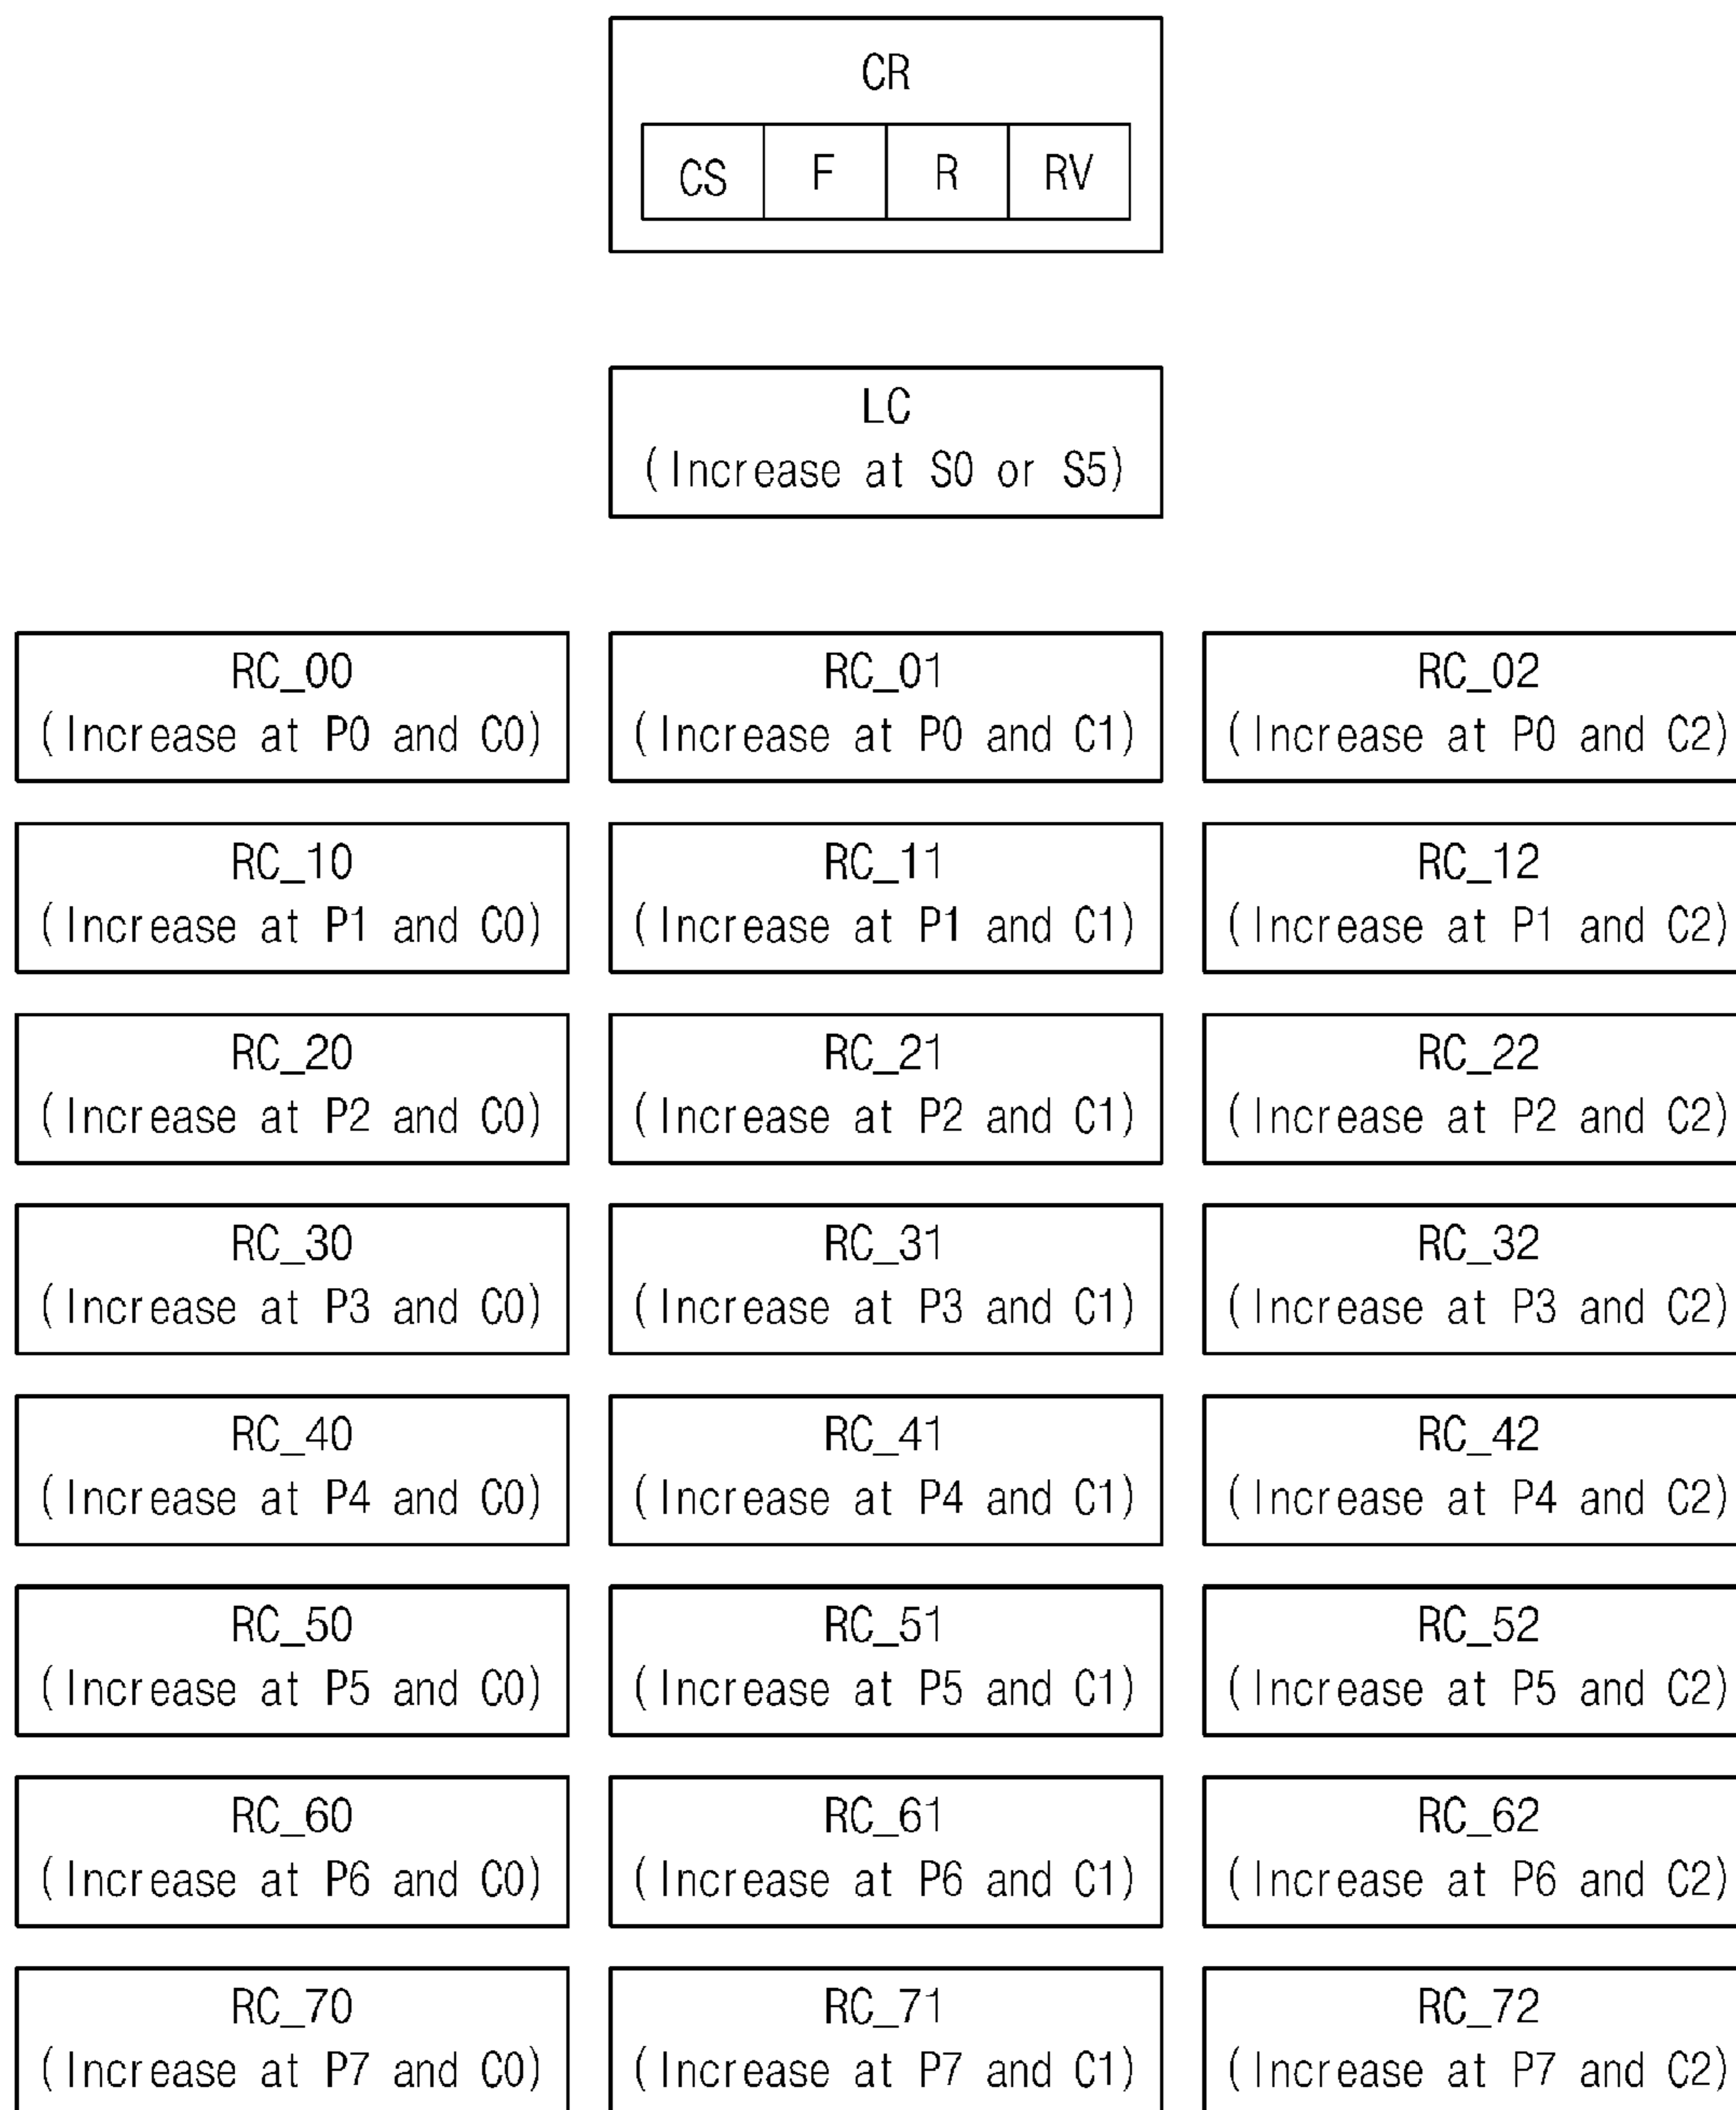 CR
CS F R RV
LC
(Increase at S0 or S5)
RC_00 RC_01 RC_02
(Increase at P0 and C0) (Increase at P0 and C1) (Increase at P0 and C2)
RC_10 RC_11 RC_12
(Increase at P1 and C0) (Increase at P1 and C1) (Increase at P1 and C2)
RC_20 RC_21 RC_22
(Increase at P2 and C0) (Increase at P2 and C1) (Increase at P2 and C2)
RC_30 RC_31 RC_32
(Increase at P3 and C0) (Increase at P3 and C1) (Increase at P3 and C2)
RC_40 RC_41 RC_42
(Increase at P4 and C0) (Increase at P4 and C1) (Increase at P4 and C2)
RC_50 RC_51 RC_52
(Increase at P5 and C0) (Increase at P5 and C1) (Increase at P5 and C2)
RC_60 RC_61 RC_62
(Increase at P6 and C0) (Increase at P6 and C1) (Increase at P6 and C2)
RC_70 RC_71 RC_72
(Increase at P7 and C0) (Increase at P7 and C1) (Increase at P7 and C2)